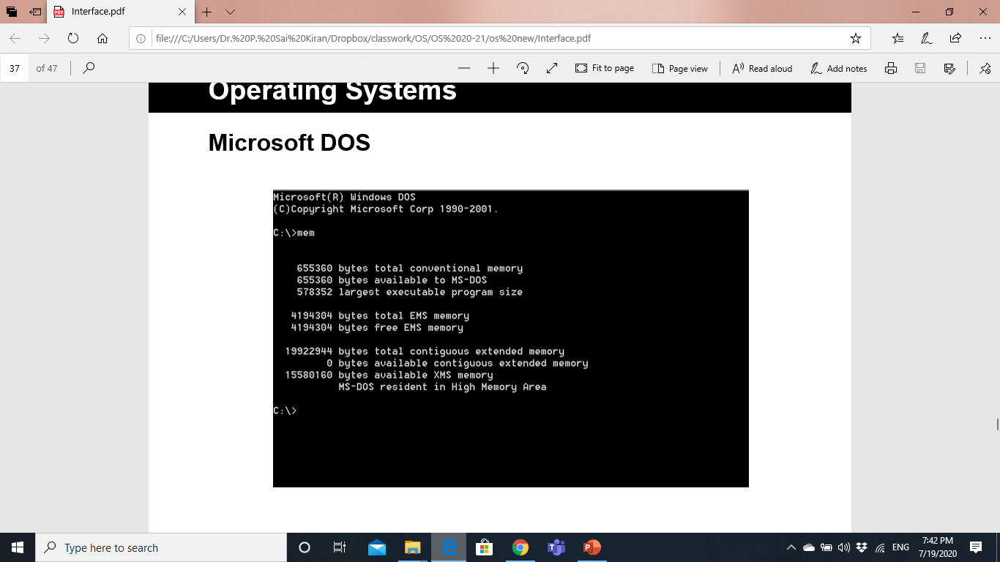 Interface.pdf
file:///C:/Users/Dr.%20P.%20Sai%20Kiran/Dropbox/classwork/OS/OS%2020-21/os%20new/Interface.pdf
37 of 47 Fit to page Page view Read aloud Add notes
Operating Systems
Microsoft DOS
Microsoft(R) Windows DOS
(C)Copyright Microsoft Corp 1990-2001.
C:\>mem
655360 bytes total conventional memory
655360 bytes available to MS-DOS
578352 largest executable program size
4194304 bytes total EMS memory
4194304 bytes free EMS memory
19922944 bytes total contiguous extended memory
0 bytes available contiguous extended memory
15580160 bytes available XMS memory
MS-DOS resident in High Memory Area
C:\>
Type here to search
ENG
7:42 PM
7/19/2020